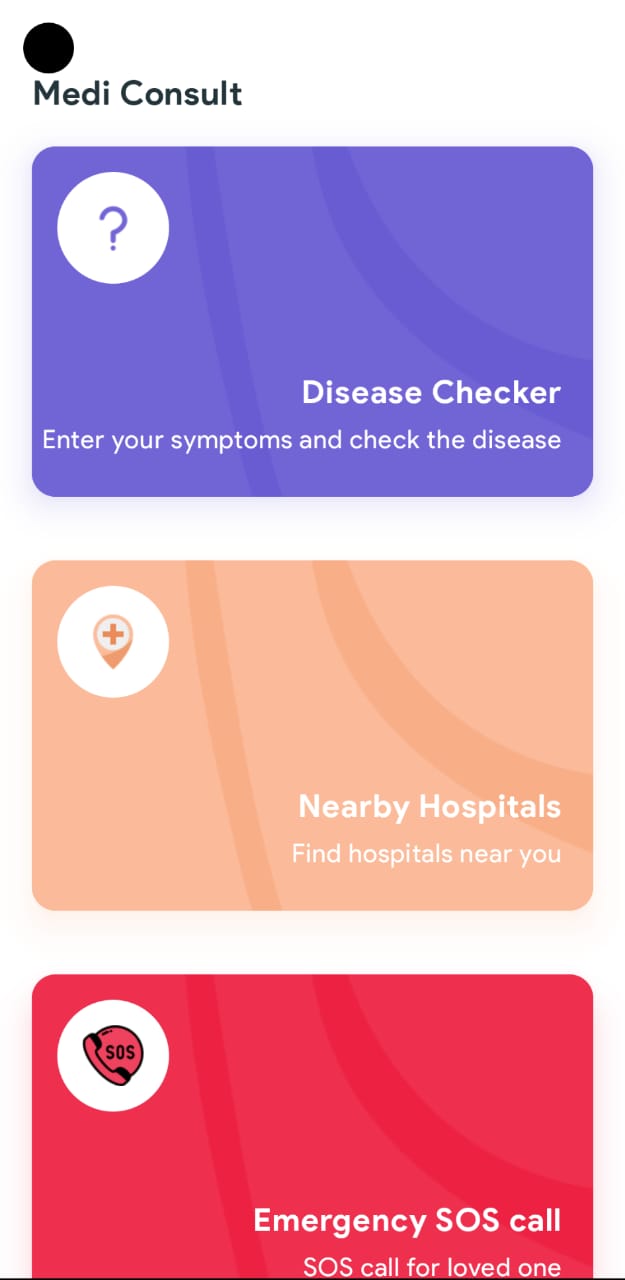 Medi Consult
?
Disease Checker
Enter your symptoms and check the disease
Nearby Hospitals
Find hospitals near you
SOS
Emergency SOS call
SOS call for loved one